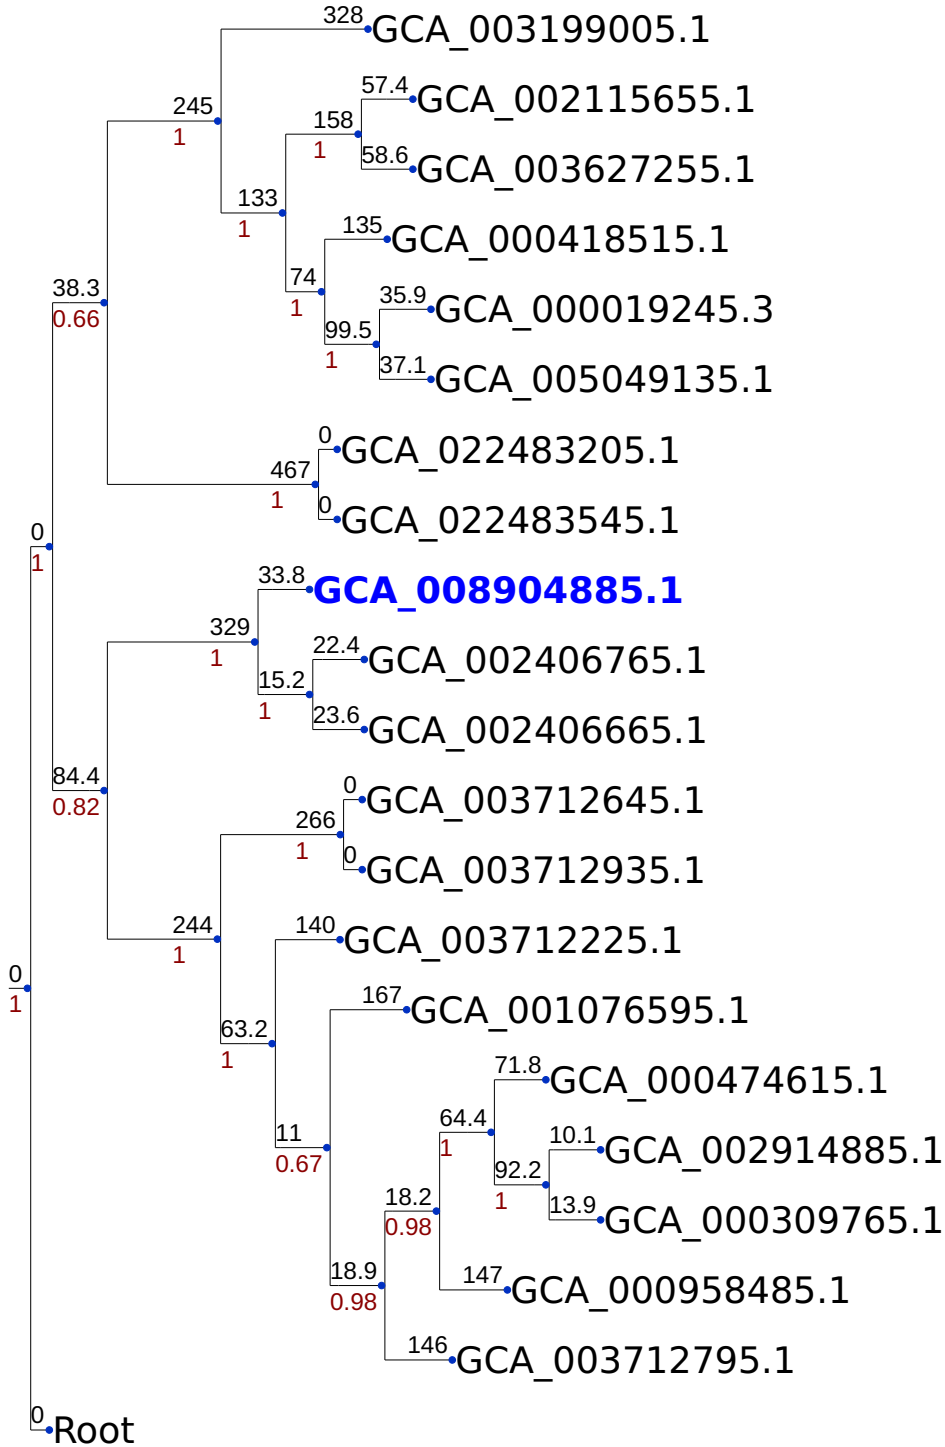 328 GCA_003199005.1
57.4 GCA_002115655.1
245
158
1
1
58.6 GCA_003627255.1
133
1
135 GCA_000418515.1
74
38.3
35.9 GCA_000019245.3
1
0.66
99.5
1
37.1 GCA_005049135.1
0 GCA_022483205.1
467
1
0 GCA_022483545.1
0
1
33.8 GCA_008904885.1
329
1
22.4 GCA_002406765.1
15.2
1
23.6 GCA_002406665.1
84.4
0.82
0 GCA_003712645.1
266
1
0 GCA_003712935.1
244
1
140 GCA_003712225.1
0
1
167 GCA_001076595.1
63.2
1
71.8 GCA_000474615.1
64.4
11
1
0.67
10.1 GCA_002914885.1
92.2
1
18.2
0.98
13.9 GCA_000309765.1
18.9
0.98
147 GCA_000958485.1
146 GCA_003712795.1
0 Root